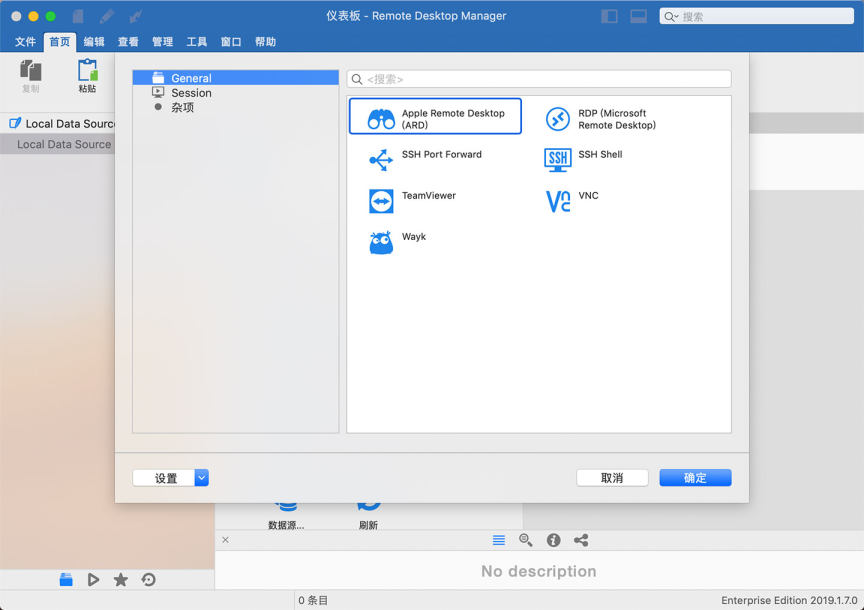 仪表板 - Remote Desktop Manager
搜索
文件 首页 编辑 查看 管理 工具 窗口 帮助
复制
粘贴
Local Data Sourc
Local Data Source
General
Session
杂项
<搜索>
Apple Remote Desktop
(ARD)
RDP (Microsoft
Remote Desktop)
SSH Port Forward
SSH
SSH Shell
TeamViewer
VNC
VNC
Wayk
设置
取消
确定
数据源...
刷新
No description
0 条目
Enterprise Edition 2019.1.7.0